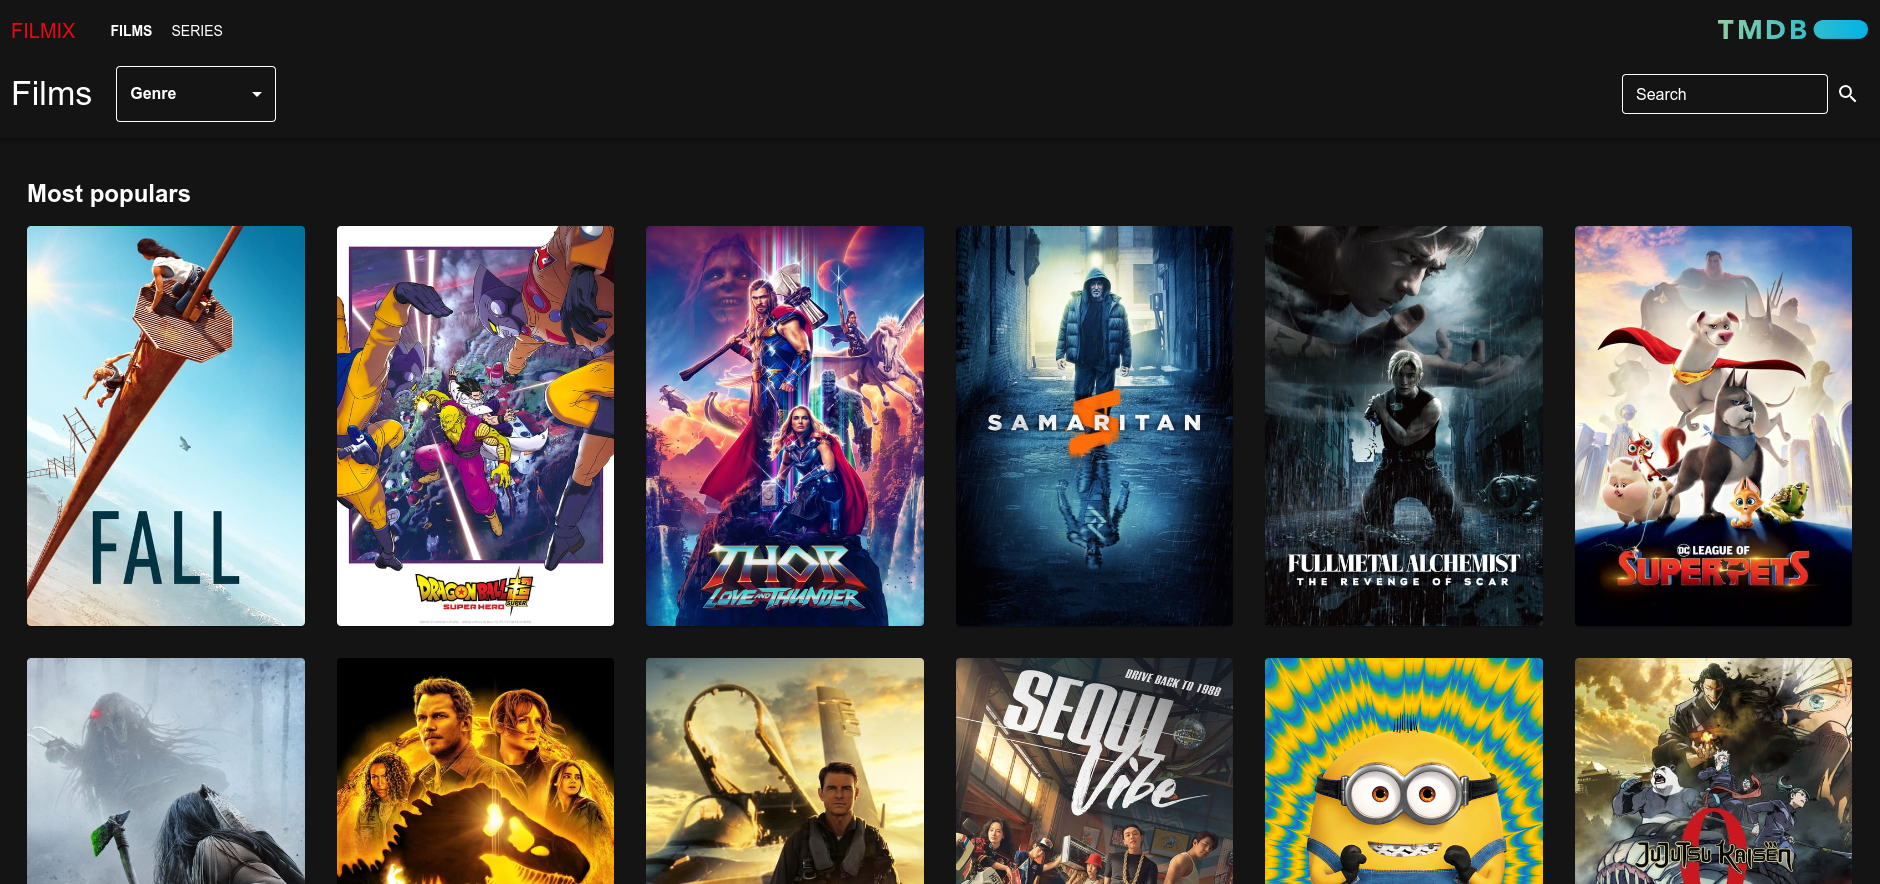 FILMIX
FILMS
SERIES
TMDB
Films
Genre
Search
Most populars
FALL
DRAGONBALL
SUPER
SUPER HERO
THOR
LOVE AND THUNDER
SAMARITAN
FULLMETAL ALCHEMIST
THE REVENGE OF SCAR
DC LEAGUE OF
SUPER-PETS
DRIVE BACK TO 1988
SEOUL
Vibe
0
JUJUTSU KAISEN